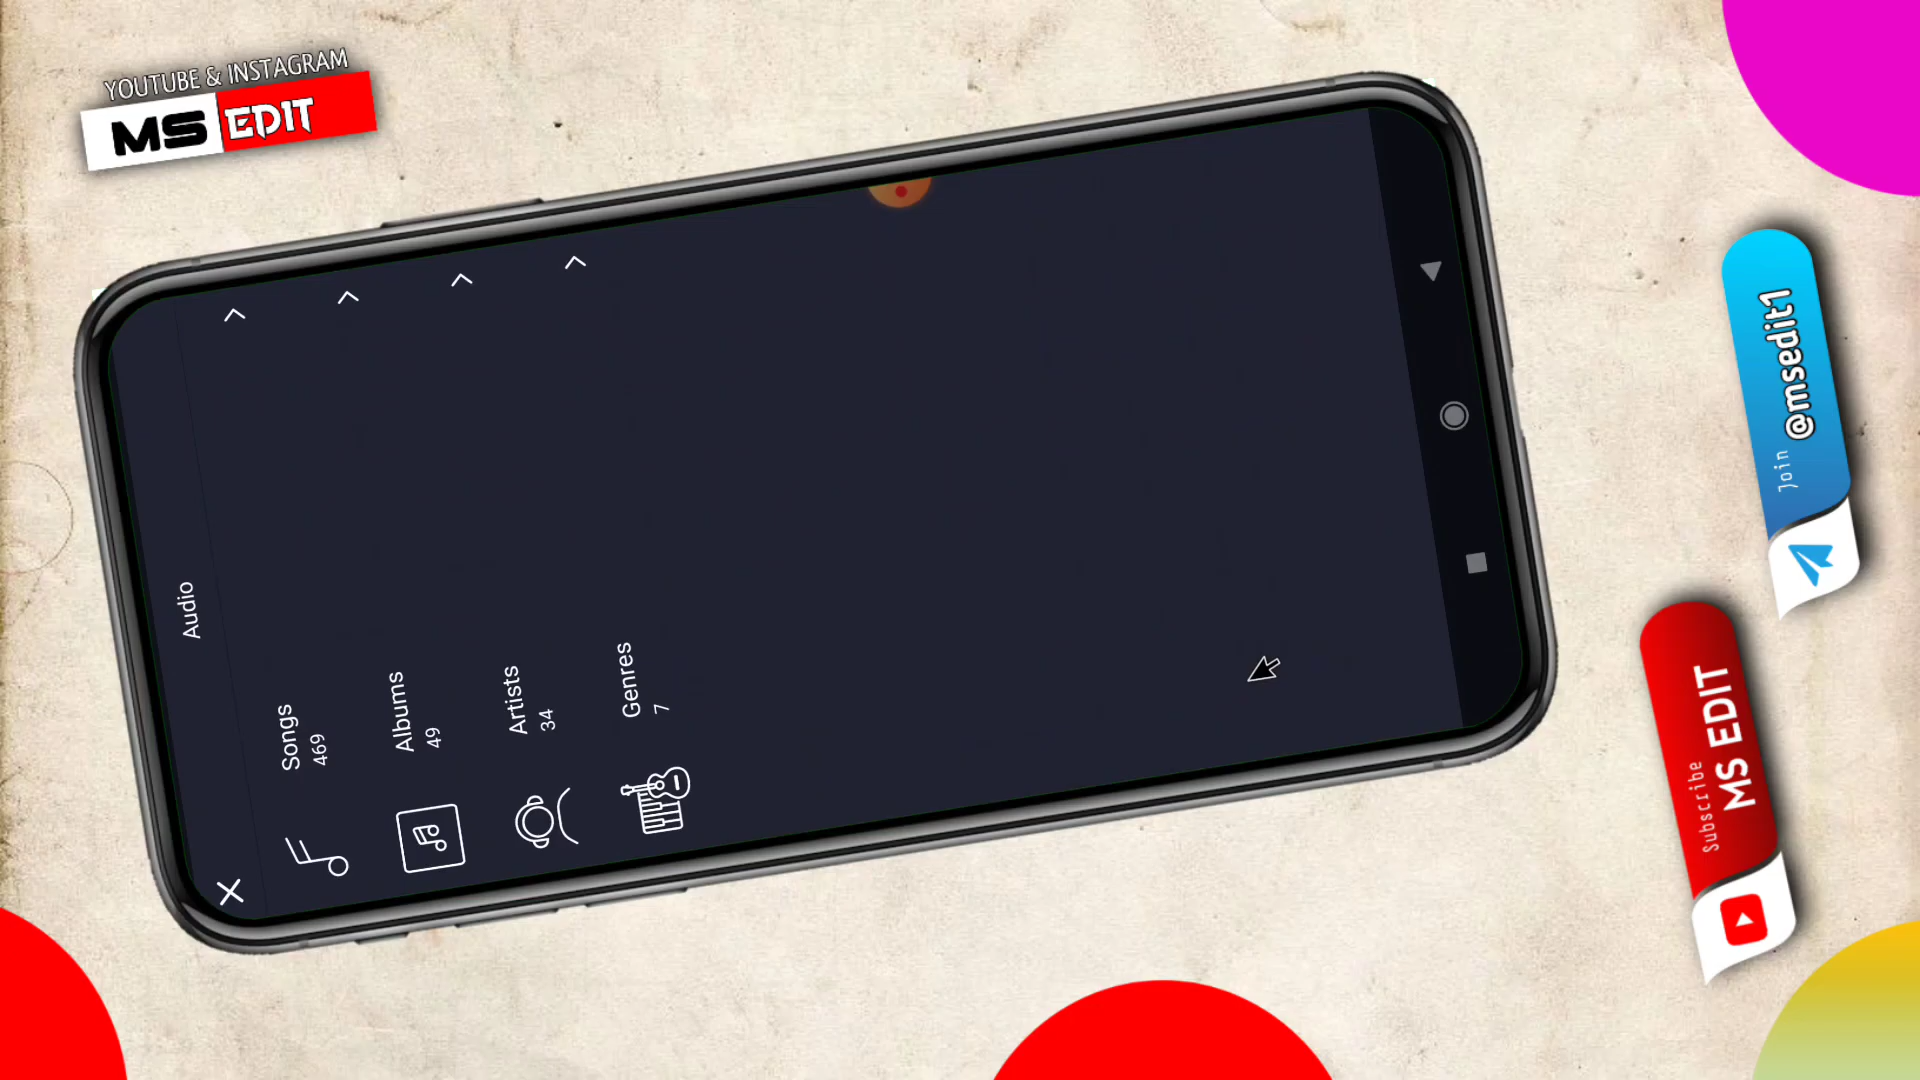 YOUTUBE & INSTAGRAM
MS EDIT
Audio
Songs
469
Albums
49
Artists
34
Genres
7
Join @msedit1
Subscribe
MS EDIT